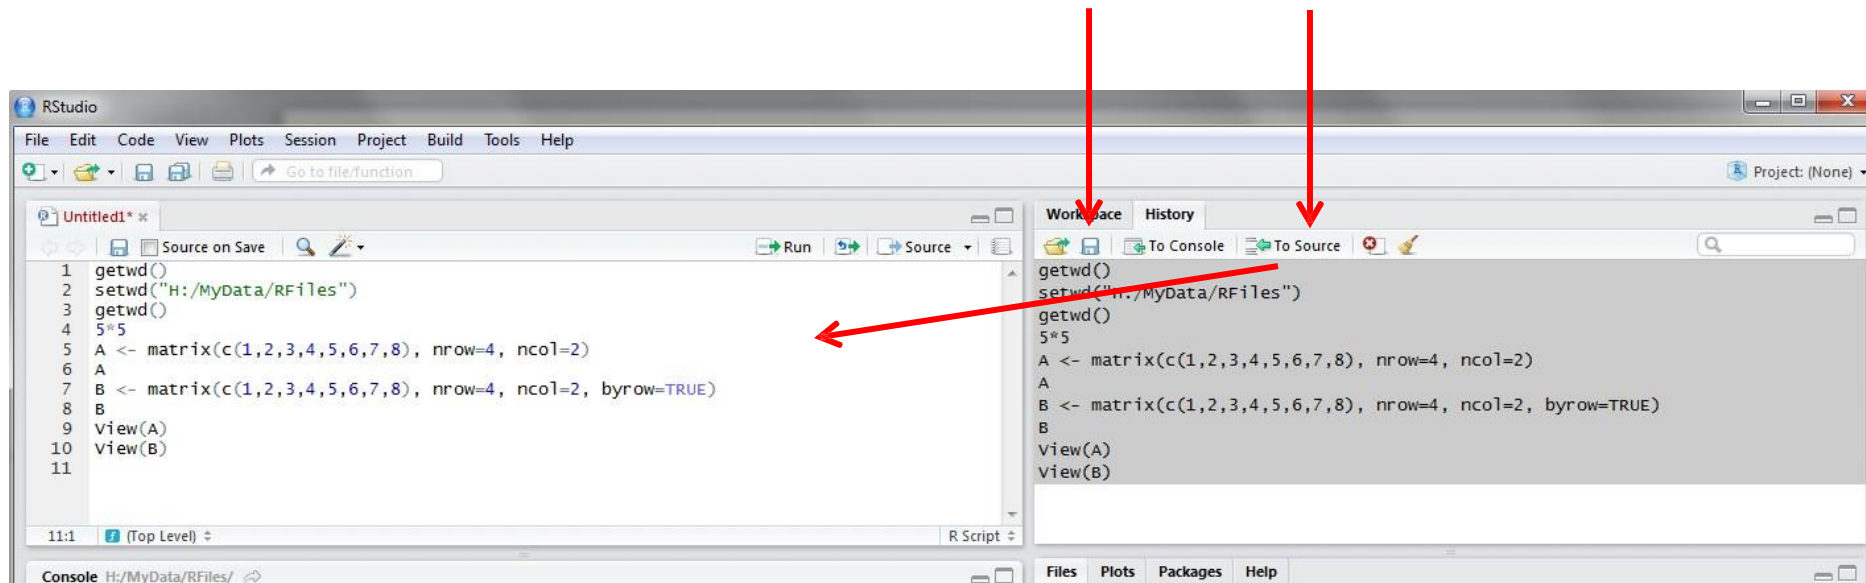 RStudio
File Edit Code View Plots Session Project Build Tools Help
Go to file/function
Project: (None)
Untitled1*
Source on Save
Run
Source
1 getwd()
2 setwd("H:/MyData/RFiles")
3 getwd()
4 5*5
5 A <- matrix(c(1,2,3,4,5,6,7,8), nrow=4, ncol=2)
6 A
7 B <- matrix(c(1,2,3,4,5,6,7,8), nrow=4, ncol=2, byrow=TRUE)
8 B
9 View(A)
10 View(B)
11
11:1 (Top Level) R Script
Console H:/MyData/RFiles/
Workspace History
To Console To Source
getwd()
setwd("H:/MyData/RFiles")
getwd()
5*5
A <- matrix(c(1,2,3,4,5,6,7,8), nrow=4, ncol=2)
A
B <- matrix(c(1,2,3,4,5,6,7,8), nrow=4, ncol=2, byrow=TRUE)
B
View(A)
View(B)
Files Plots Packages Help